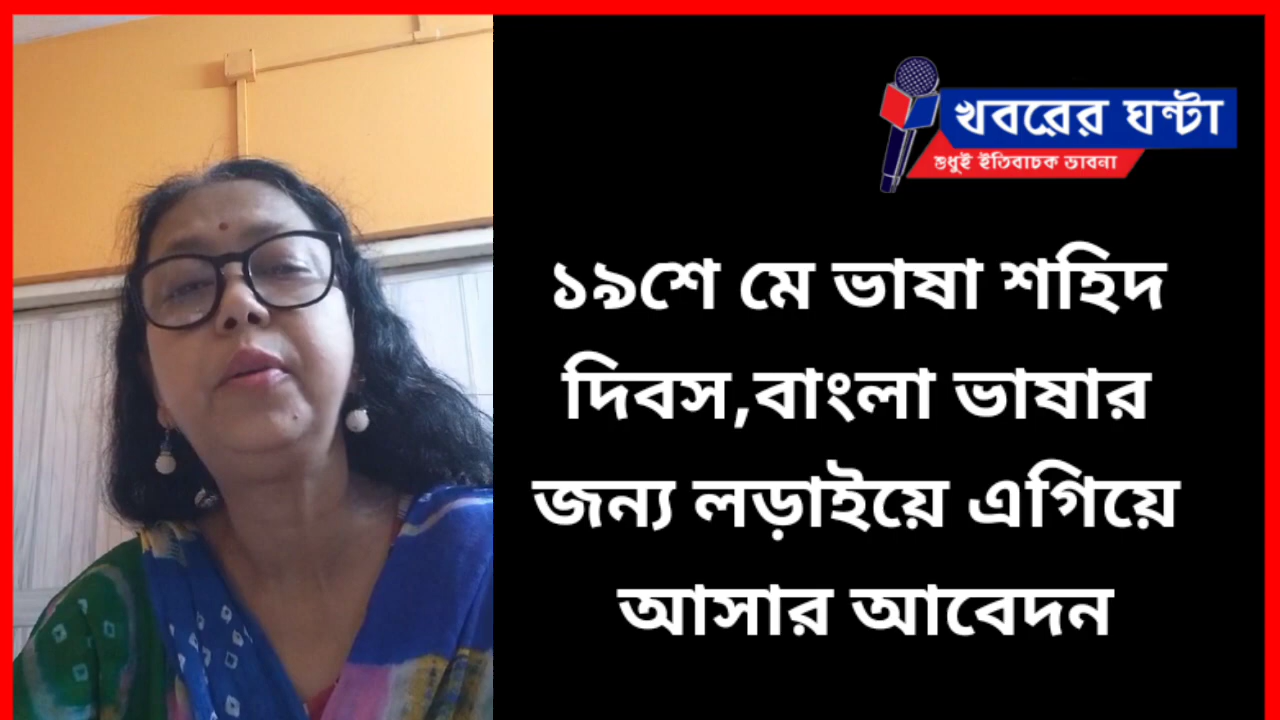 খবরের ঘন্টা
শুধুই ইতিবাচক ভাবনা
১৯শে মে ভাষা শহিদ
দিবস,বাংলা ভাষার
জন্য লড়াইয়ে এগিয়ে
আসার আবেদন